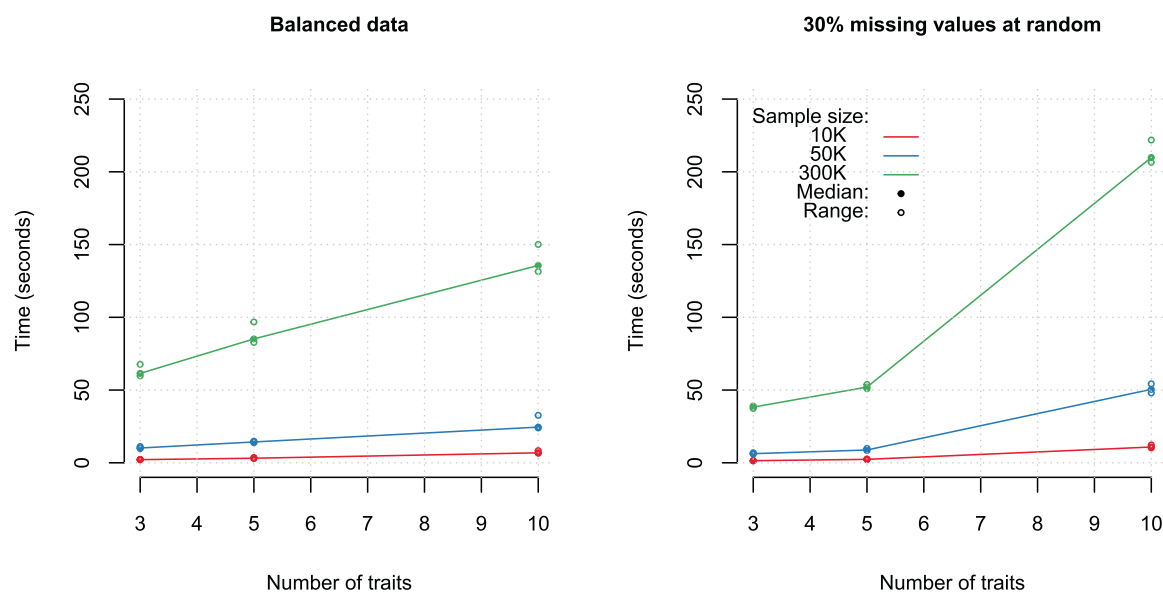 Balanced data
250
200
150
100
50
0
Time (seconds)
3 4 5 6 7 8 9 10
Number of traits
30% missing values at random
250
200
150
100
50
0
Time (seconds)
Sample size:
10K
50K
300K
Median:
Range:
3 4 5 6 7 8 9 10
Number of traits